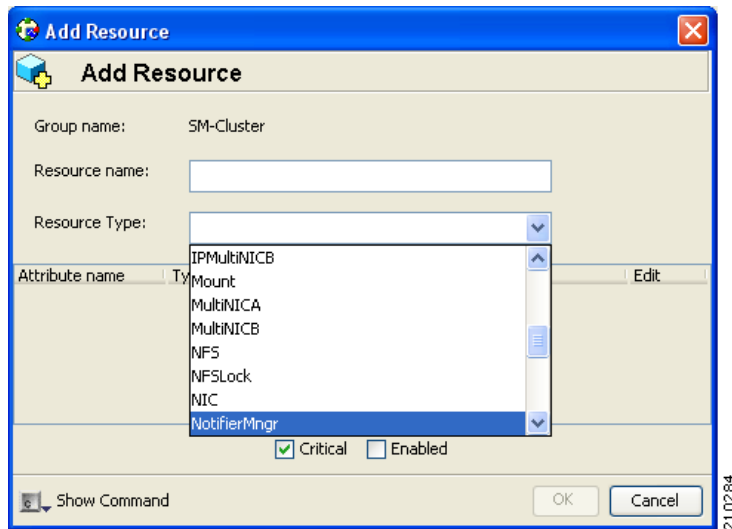 Add Resource
Add Resource
Group name: SM-Cluster
Resource name:
Resource Type:
IPMultiNICB
Attribute name Ty Edit
Mount
MultiNICA
MultiNICB
NFS
NFSLock
NIC
NotifierMngr
Critical Enabled
Show Command OK Cancel
210284